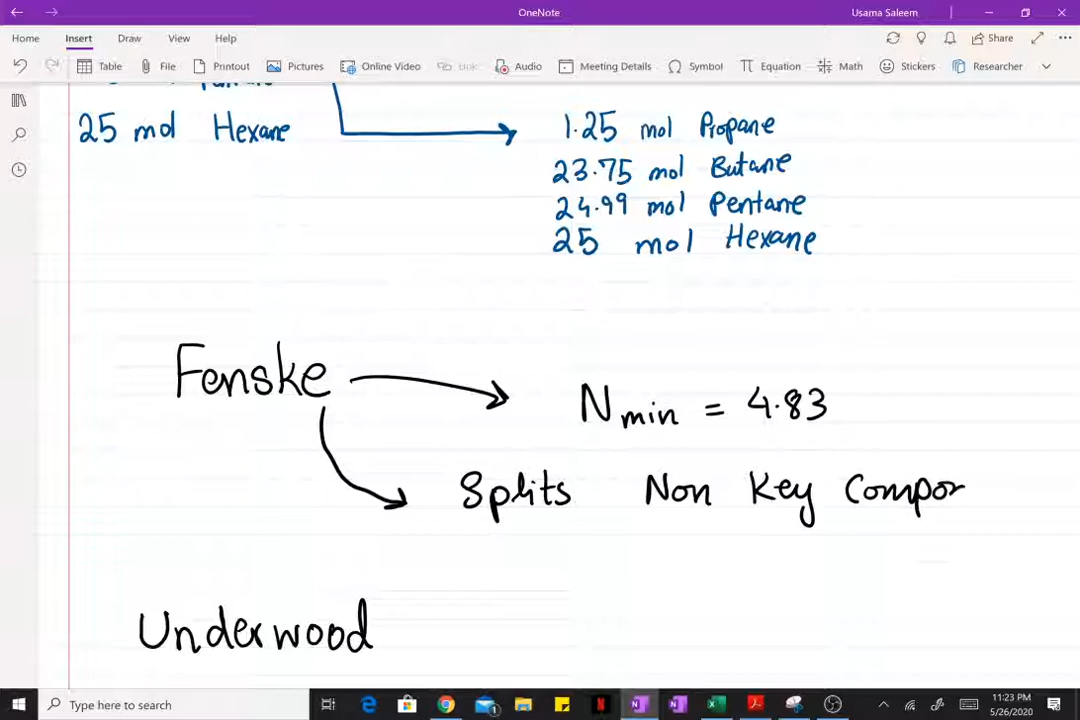 OneNote
Usama Saleem
Home Insert Draw View Help
Share
Table File Printout Pictures Online Video Link Audio Meeting Details Symbol Equation Math Stickers Researcher
25 mol Hexane
1.25 mol Propane
23.75 mol Butane
24.99 mol Pentane
25 mol Hexane
Fenske
Nmin = 4.83
Splits Non Key Compor
Underwood
Type here to search
11:23 PM
5/26/2020